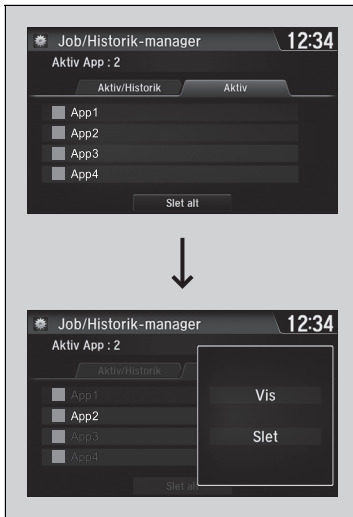 Job/Historik-manager 12:34
Aktiv App : 2
Aktiv/Historik Aktiv
App1
App2
App3
App4
Slet alt
Job/Historik-manager 12:34
Aktiv App : 2
Aktiv/Historik
App1
Vis
App2
App3
Slet
App4
Slet alt